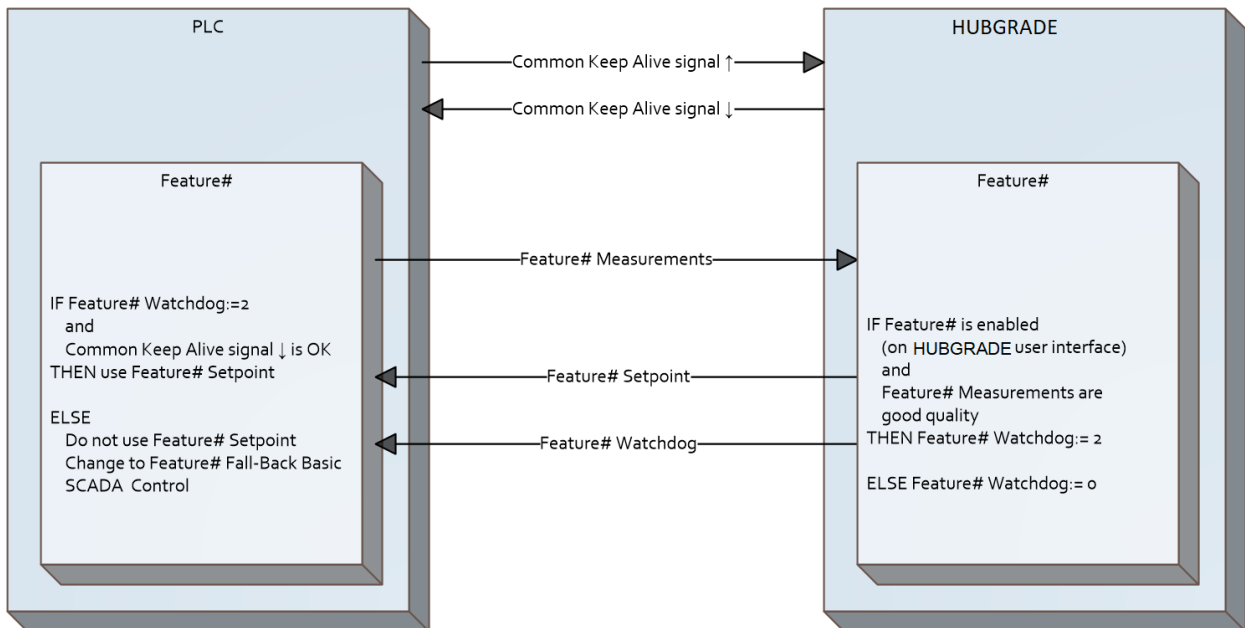 PLC
HUBGRADE
Common Keep Alive signal ↑
Common Keep Alive signal ↓
Feature#
Feature#
Feature# Measurements
IF Feature# Watchdog:=2
and
Common Keep Alive signal ↓ is OK
THEN use Feature# Setpoint
ELSE
Do not use Feature# Setpoint
Change to Feature# Fall-Back Basic
SCADA Control
Feature# Setpoint
Feature# Watchdog
IF Feature# is enabled
(on HUBGRADE user interface)
and
Feature# Measurements are
good quality
THEN Feature# Watchdog:= 2
ELSE Feature# Watchdog:= 0